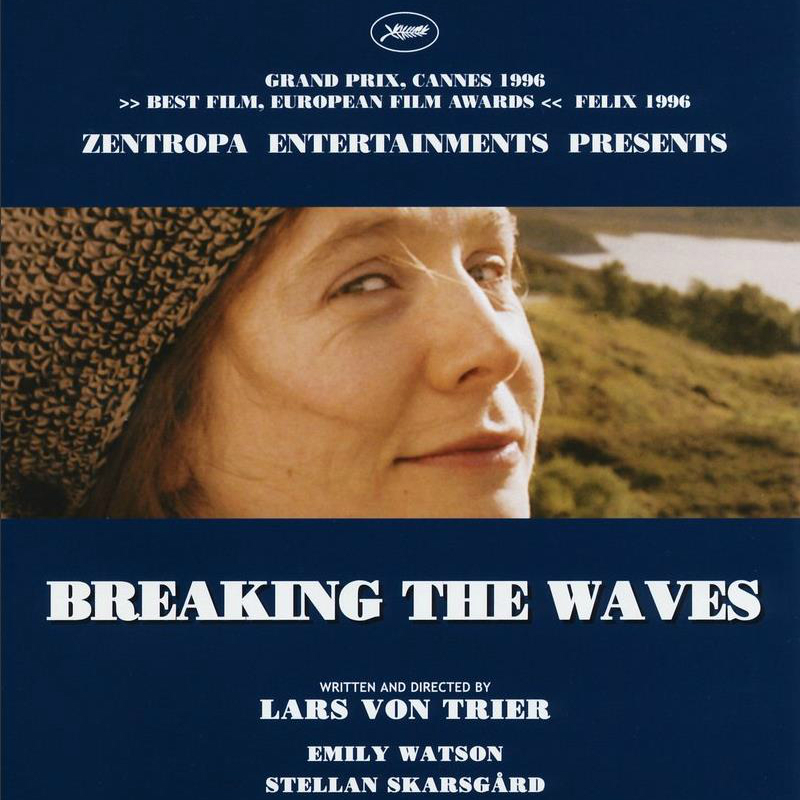 GRAND PRIX, CANNES 1996
>> BEST FILM, EUROPEAN FILM AWARDS << FELIX 1996
ZENTROPA ENTERTAINMENTS PRESENTS
BREAKING THE WAVES
WRITTEN AND DIRECTED BY
LARS VON TRIER
EMILY WATSON
STELLAN SKARSGÅRD